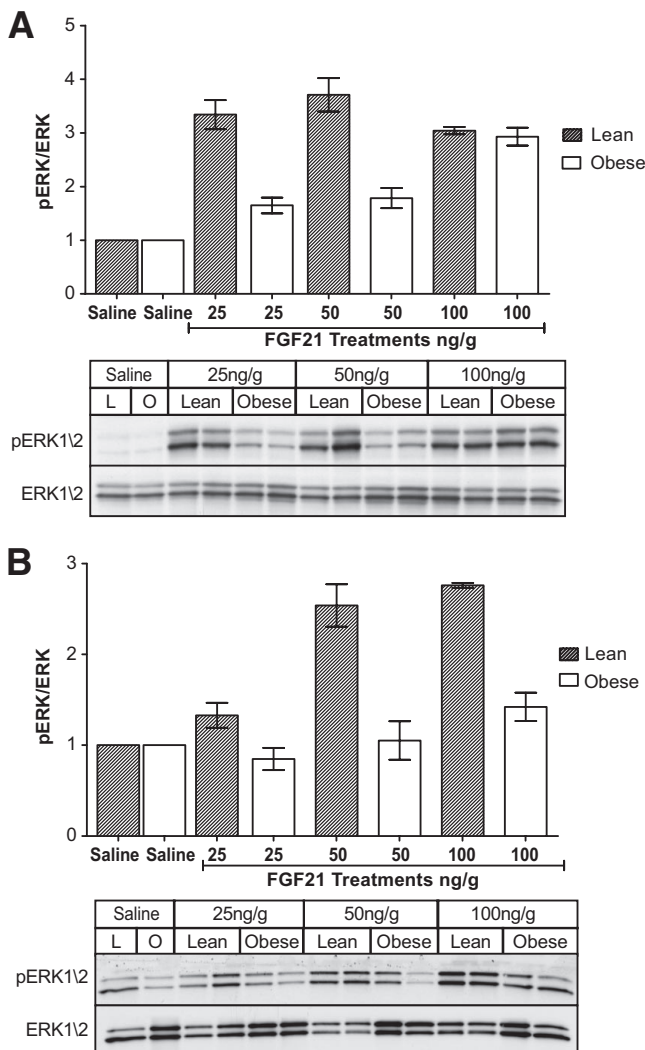 A
5
4
3
2
1
0
pERK/ERK
Lean
Obese
Saline Saline 25 25 50 50 100 100
FGF21 Treatments ng/g
Saline 25ng/g 50ng/g 100ng/g
L O Lean Obese Lean Obese Lean Obese
pERK1\2
ERK1\2
B
3
2
1
0
pERK/ERK
Lean
Obese
Saline Saline 25 25 50 50 100 100
FGF21 Treatments ng/g
Saline 25ng/g 50ng/g 100ng/g
L O Lean Obese Lean Obese Lean Obese
pERK1\2
ERK1\2